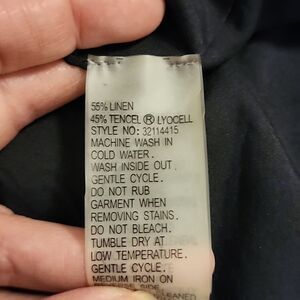 55% LINEN
45% TENCEL ® LYOCELL
STYLE NO: 32114415
MACHINE WASH IN
COLD WATER.
WASH INSIDE OUT
GENTLE CYCLE.
DO NOT RUB
GARMENT WHEN
REMOVING STAINS.
DO NOT BLEACH.
TUMBLE DRY AT
LOW TEMPERATURE.
GENTLE CYCLE.
MEDIUM IRON ON
SIDE
CLEANED